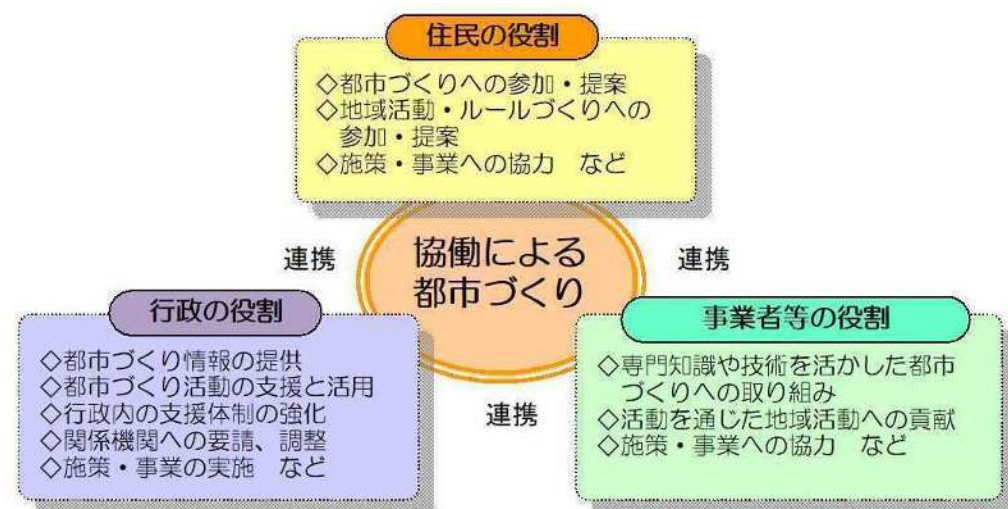 住民の役割
◇都市づくりへの参加・提案
◇地域活動・ルールづくりへの
参加・提案
◇施策・事業への協力　など
協働による
都市づくり
連携
連携
行政の役割
◇都市づくり情報の提供
◇都市づくり活動の支援と活用
◇行政内の支援体制の強化
◇関係機関への要請、調整
◇施策・事業の実施　など
連携
事業者等の役割
◇専門知識や技術を活かした都市
づくりへの取り組み
◇活動を通じた地域活動への貢献
◇施策・事業への協力　など